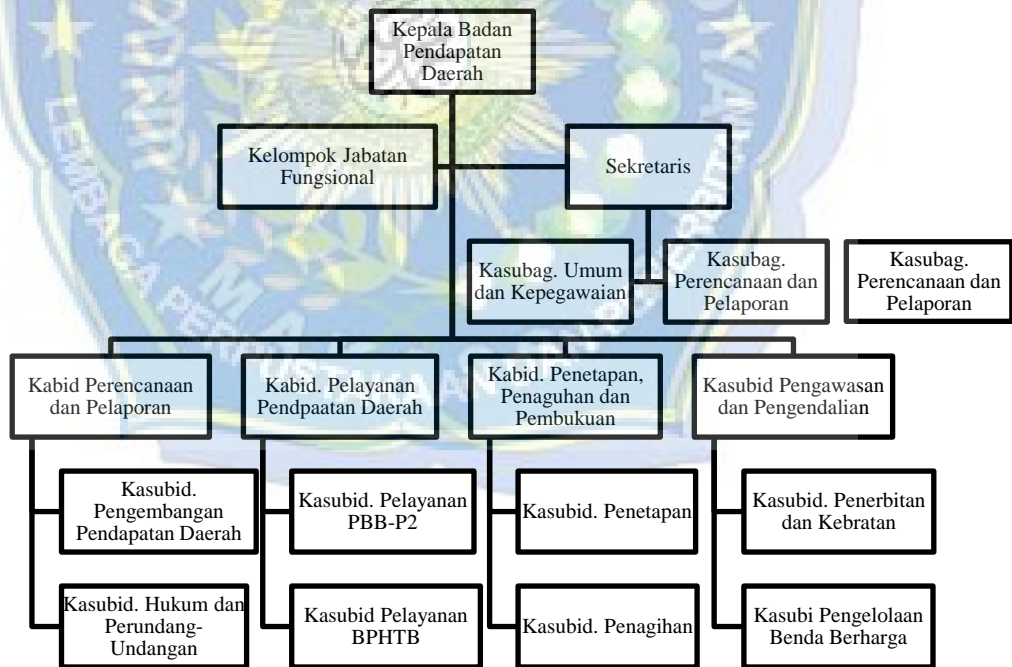 Kepala Badan
Pendapatan
Daerah
Kelompok Jabatan
Fungsional
Sekretaris
Kasubag. Umum
dan Kepegawaian
Kasubag.
Perencanaan dan
Pelaporan
Kasubag.
Perencanaan dan
Pelaporan
Kabid Perencanaan
dan Pelaporan
Kabid. Pelayanan
Pendpaatan Daerah
Kabid. Penetapan,
Penaguhan dan
Pembukuan
Kasubid Pengawasan
dan Pengendalian
Kasubid.
Pengembangan
Pendapatan Daerah
Kasubid. Pelayanan
PBB-P2
Kasubid. Penetapan
Kasubid. Penerbitan
dan Kebratan
Kasubid. Hukum dan
Perundang-
Undangan
Kasubid Pelayanan
BPHTB
Kasubid. Penagihan
Kasubi Pengelolaan
Benda Berharga
LEMBAGA